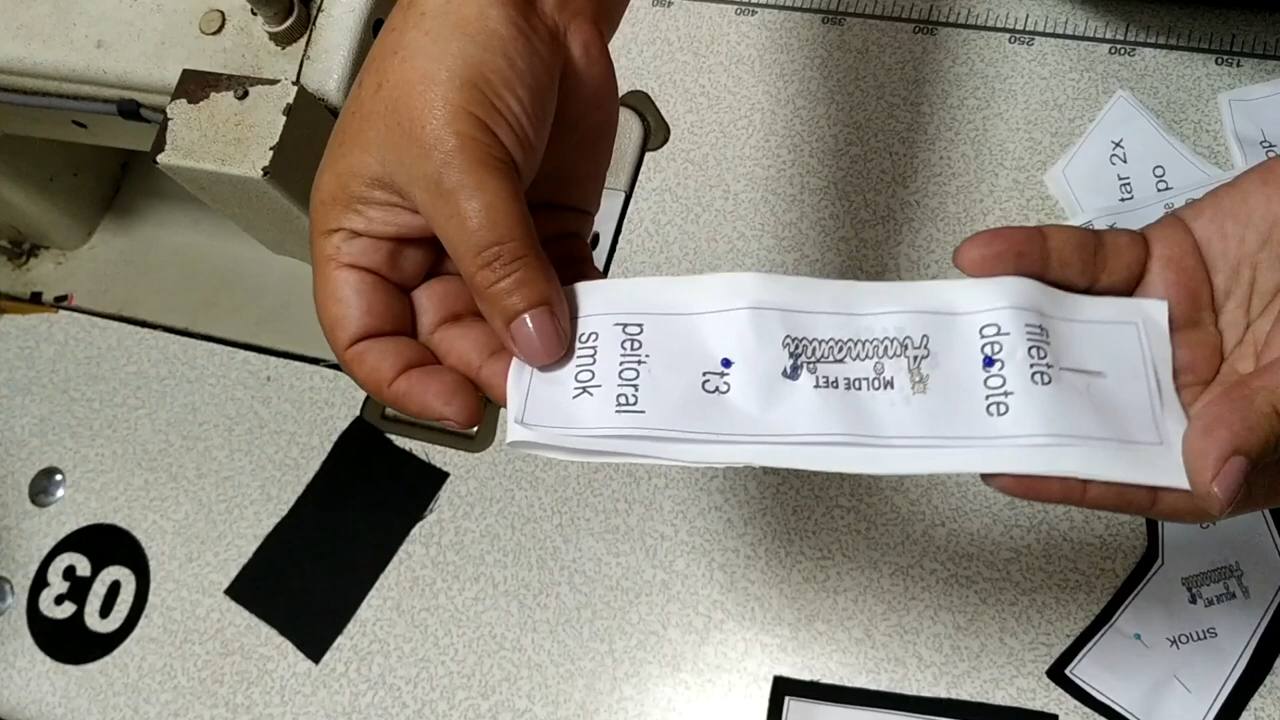 450 400 350 300 250 200 150
tar 2x
po
peitoral
smok
t3
Animania
MOLDE PET
filete
decote
03
MOLDE PET
smok